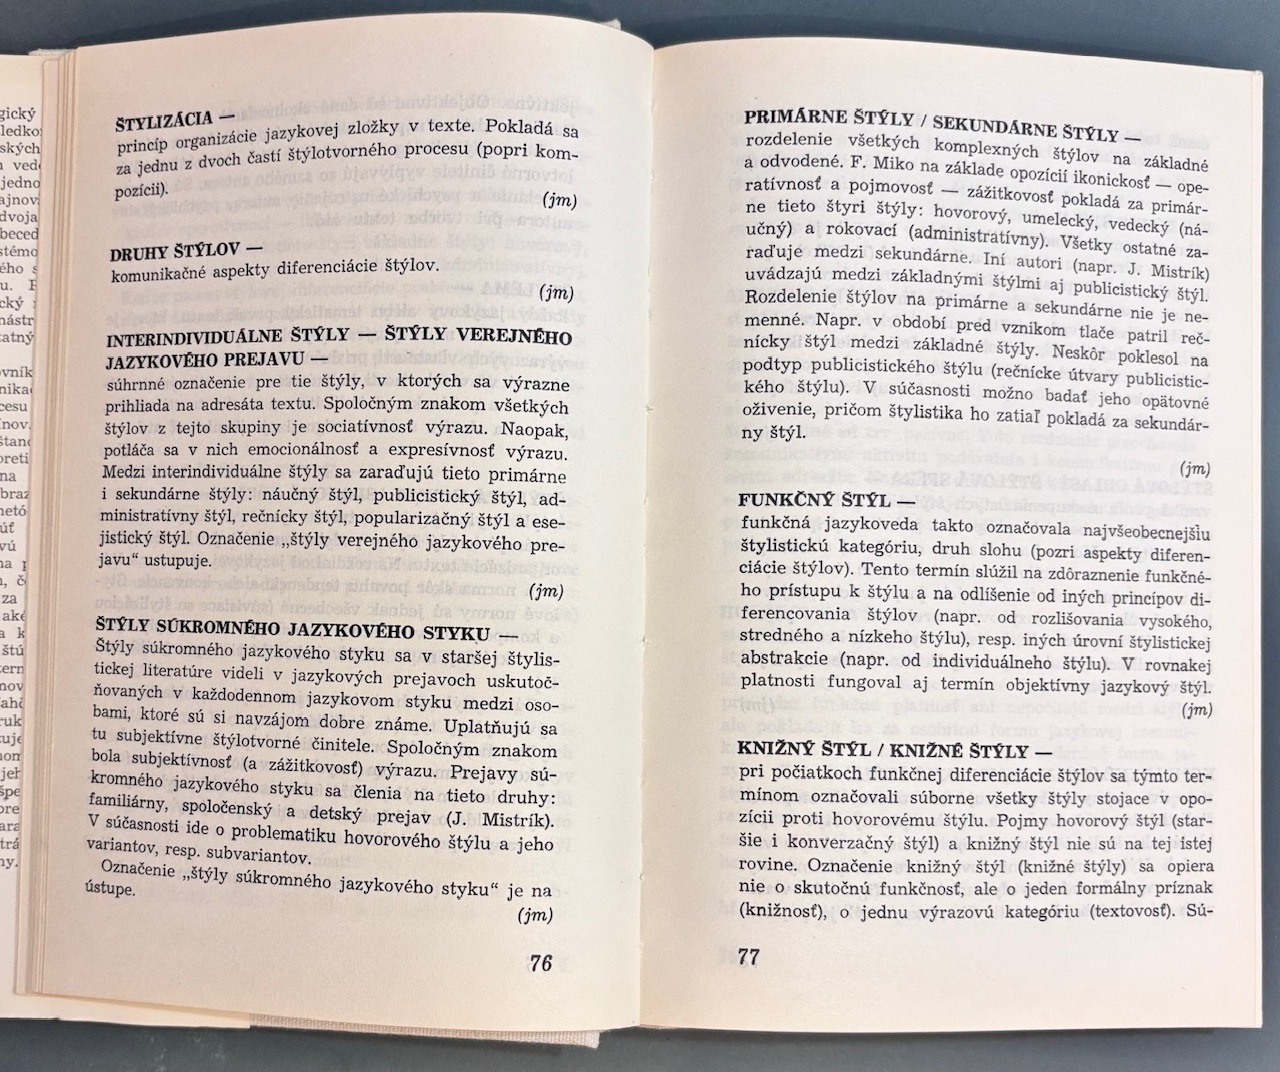 ŠTYLIZÁCIA —
princíp organizácie jazykovej zložky v texte. Pokladá sa
za jednu z dvoch častí štýlotvorného procesu (popri kom-
pozícii).
(jm)
DRUHY ŠTÝLOV —
komunikačné aspekty diferenciácie štýlov.
(jm)
INTERINDIVIDUÁLNE ŠTÝLY — ŠTÝLY VEREJNÉHO
JAZYKOVÉHO PREJAVU —
súhrnné označenie pre tie štýly, v ktorých sa výrazne
prihliada na adresáta textu. Spoločným znakom všetkých
štýlov z tejto skupiny je sociatívnosť výrazu. Naopak,
potláča sa v nich emocionálnosť a expresívnosť výrazu.
Medzi interindividuálne štýly sa zaraďujú tieto primárne
i sekundárne štýly: náučný štýl, publicistický štýl, ad-
ministratívny štýl, rečnícky štýl, popularizačný štýl a ese-
jistický štýl. Označenie „štýly verejného jazykového pre-
javu“ ustupuje.
(jm)
ŠTÝLY SÚKROMNÉHO JAZYKOVÉHO STYKU —
Štýly súkromného jazykového styku sa v staršej štylis-
tickej literatúre videli v jazykových prejavoch uskutoč-
ňovaných v každodennom jazykovom styku medzi oso-
bami, ktoré sú si navzájom dobre známe. Uplatňujú sa
tu subjektívne štýlotvorné činitele. Spoločným znakom
bola subjektívnosť (a zážitkovosť) výrazu. Prejavy sú-
kromného jazykového styku sa členia na tieto druhy:
familiárny, spoločenský a detský prejav (J. Mistrík).
V súčasnosti ide o problematiku hovorového štýlu a jeho
variantov, resp. subvariantov.
Označenie „štýly súkromného jazykového styku“ je na
ústupe.
(jm)
76
PRIMÁRNE ŠTÝLY / SEKUNDÁRNE ŠTÝLY —
rozdelenie všetkých komplexných štýlov na základné
a odvodené. F. Miko na základe opozícií ikonickosť — ope-
ratívnosť a pojmovosť — zážitkovosť pokladá za primár-
ne tieto štyri štýly: hovorový, umelecký, vedecký (ná-
učný) a rokovací (administratívny). Všetky ostatné za-
raďuje medzi sekundárne. Iní autori (napr. J. Mistrík)
uvádzajú medzi základnými štýlmi aj publicistický štýl.
Rozdelenie štýlov na primárne a sekundárne nie je ne-
menné. Napr. v období pred vznikom tlače patril reč-
nícky štýl medzi základné štýly. Neskôr poklesol na
podtyp publicistického štýlu (rečnícke útvary publicistic-
kého štýlu). V súčasnosti možno badať jeho opätovné
oživenie, pričom štylistika ho zatiaľ pokladá za sekundár-
ny štýl.
(jm)
FUNKČNÝ ŠTÝL —
funkčná jazykoveda takto označovala najvšeobecnejšiu
štylistickú kategóriu, druh slohu (pozri aspekty diferen-
ciácie štýlov). Tento termín slúžil na zdôraznenie funkčné-
ho prístupu k štýlu a na odlíšenie od iných princípov di-
ferencovania štýlov (napr. od rozlišovania vysokého,
stredného a nízkeho štýlu), resp. iných úrovní štylistickej
abstrakcie (napr. od individuálneho štýlu). V rovnakej
platnosti fungoval aj termín objektívny jazykový štýl.
(jm)
KNIŽNÝ ŠTÝL / KNIŽNÉ ŠTÝLY —
pri počiatkoch funkčnej diferenciácie štýlov sa týmto ter-
mínom označovali súborne všetky štýly stojace v opo-
zícii proti hovorovému štýlu. Pojmy hovorový štýl (star-
šie i konverzačný štýl) a knižný štýl nie sú na tej istej
rovine. Označenie knižný štýl (knižné štýly) sa opiera
nie o skutočnú funkčnosť, ale o jeden formálny príznak
(knižnosť), o jednu výrazovú kategóriu (textovosť). Sú-
77